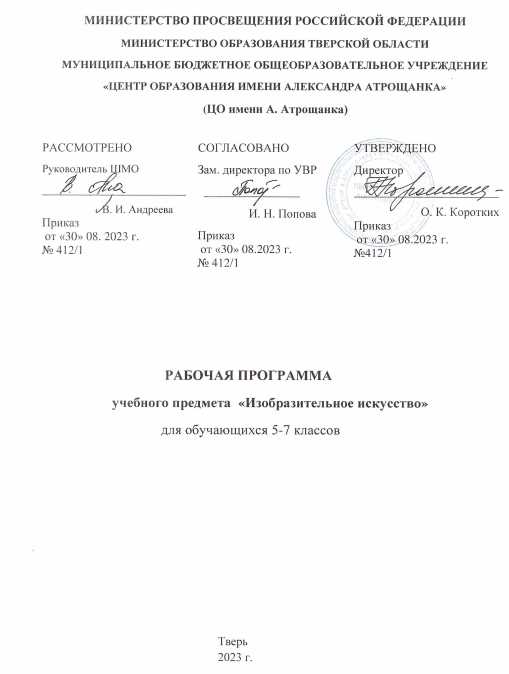 МИНИСТЕРСТВО ПРОСВЕЩЕНИЯ РОССИЙСКОЙ ФЕДЕРАЦИИ
МИНИСТЕРСТВО ОБРАЗОВАНИЯ ТВЕРСКОЙ ОБЛАСТИ
МУНИЦИПАЛЬНОЕ БЮДЖЕТНОЕ ОБЩЕОБРАЗОВАТЕЛЬНОЕ УЧРЕЖДЕНИЕ
«ЦЕНТР ОБРАЗОВАНИЯ ИМЕНИ АЛЕКСАНДРА АТРОЩАНКА»
(ЦО имени А. Атрощанка)
РАССМОТРЕНО
Руководитель ШМО
В. И. Андреева
Приказ
от «30» 08. 2023 г.
№ 412/1
СОГЛАСОВАНО
Зам. директора по УВР
И. Н. Попова
Приказ
от «30» 08.2023 г.
№ 412/1
УТВЕРЖДЕНО
Директор
О. К. Коротких
Приказ
от «30» 08.2023 г.
№412/1
РАБОЧАЯ ПРОГРАММА
учебного предмета «Изобразительное искусство»
для обучающихся 5-7 классов
Тверь
2023 г.